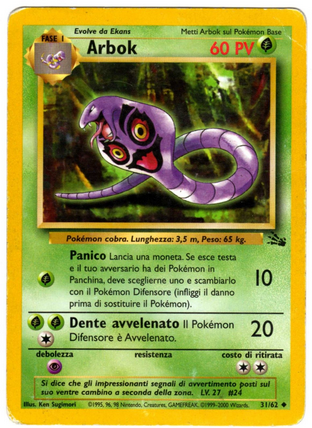 Evolve da Ekans
Metti Arbok sul Pokémon Base
FASE 1
Arbok
60 PV
Pokémon cobra. Lunghezza: 3,5 m, Peso: 65 kg.
Panico Lancia una moneta. Se esce testa
e il tuo avversario ha dei Pokémon in
Panchina, deve sceglierne uno e scambiarlo
con il Pokémon Difensore (infliggi il danno
prima di sostituire il Pokémon).
10
Dente avvelenato Il Pokémon
Difensore è Avvelenato.
20
debolezza
resistenza
costo di ritirata
Si dice che gli impressionanti segnali di avvertimento posti sul
suo ventre cambino a seconda della zona. LV. 27 #24
Illus. Ken Sugimori
©1995, 96, 98 Nintendo, Creatures, GAMEFREAK. ©1999-2000 Wizards.
31/62